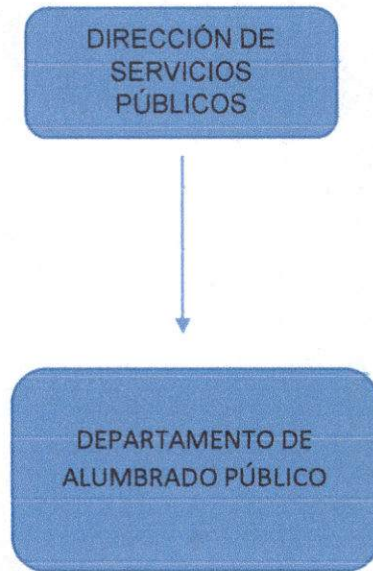 DIRECCIÓN DE
SERVICIOS
PÚBLICOS
DEPARTAMENTO DE
ALUMBRADO PÚBLICO